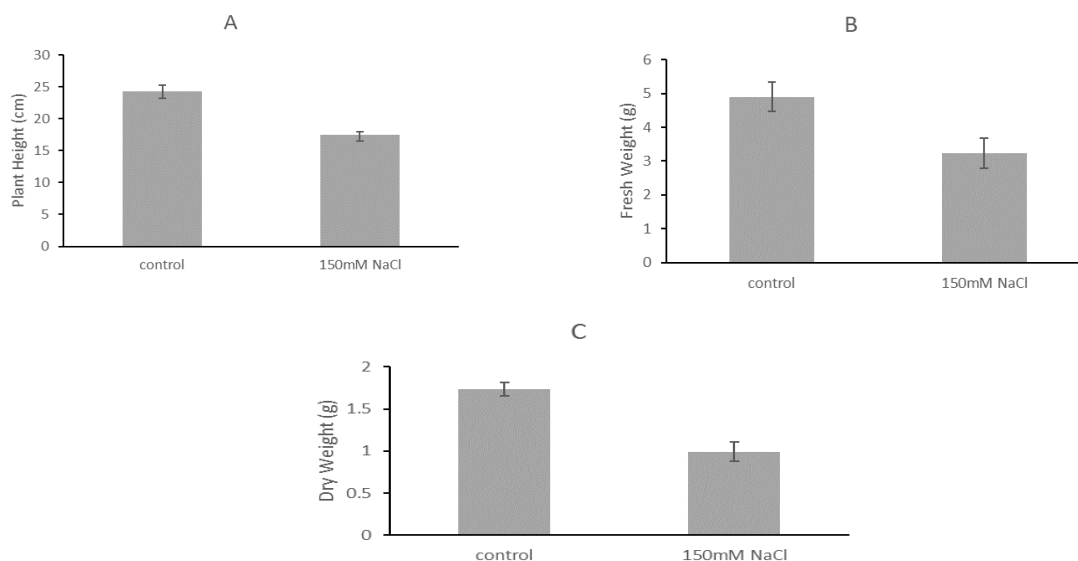 A
Plant Height (cm)
30
25
20
15
10
5
0
control
150mM NaCl
B
Fresh Weight (g)
6
5
4
3
2
1
0
control
150mM NaCl
C
Dry Weight (g)
2
1.5
1
0.5
0
control
150mM NaCl